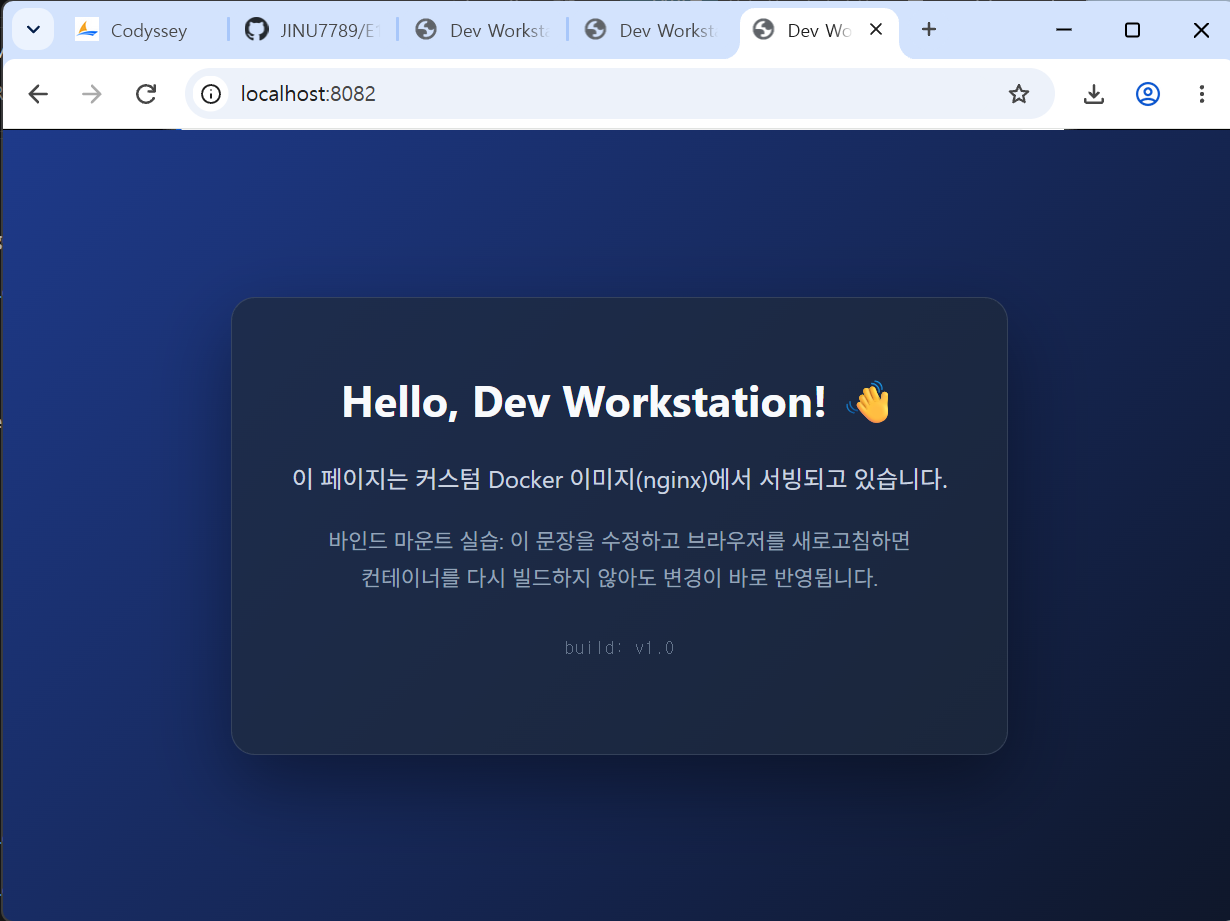 Codyssey
JINU7789/E1
Dev Worksta
Dev Worksta
Dev Wo
localhost:8082
Hello, Dev Workstation! 👋
이 페이지는 커스텀 Docker 이미지(nginx)에서 서빙되고 있습니다.
바인드 마운트 실습: 이 문장을 수정하고 브라우저를 새로고침하면
컨테이너를 다시 빌드하지 않아도 변경이 바로 반영됩니다.
build: v1.0